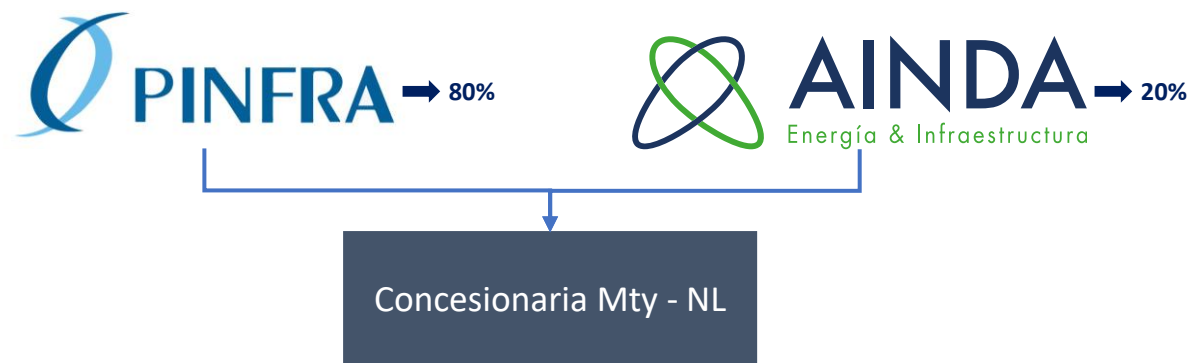 PINFRA
80%
AINDA
Energía & Infraestructura
20%
Concesionaria Mty - NL